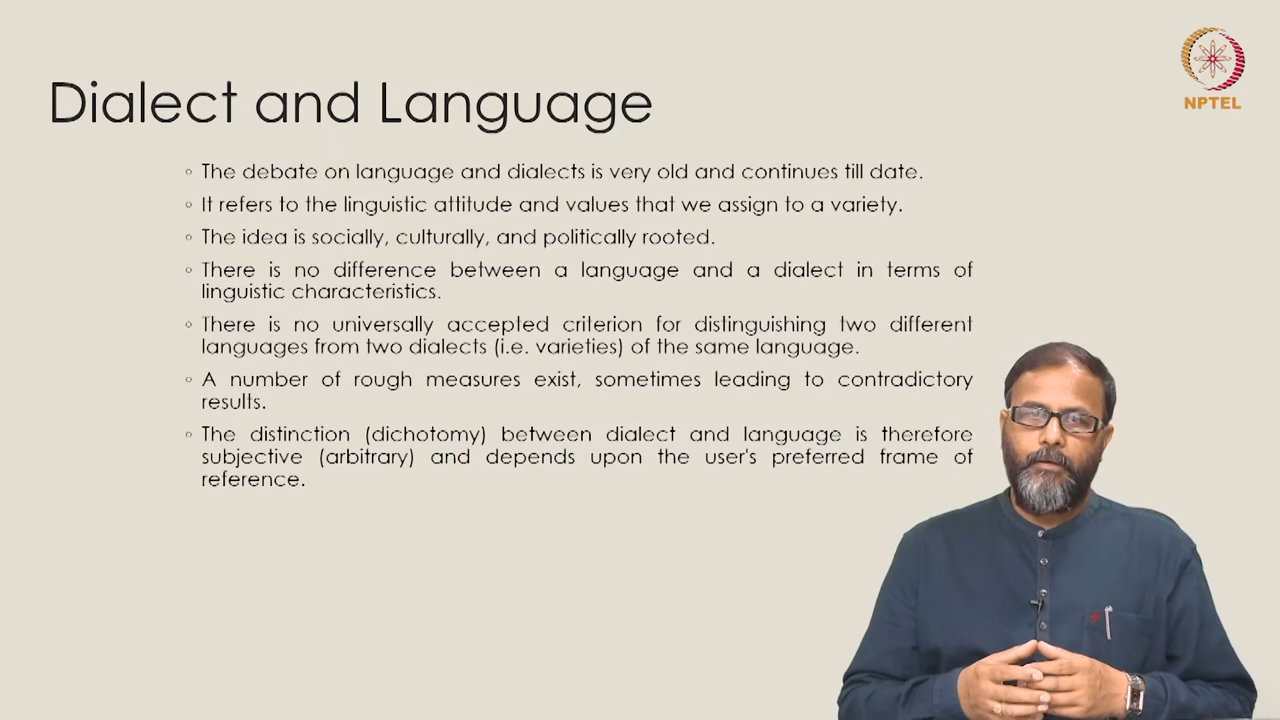 Dialect and Language
NPTEL
◦ The debate on language and dialects is very old and continues till date.
◦ It refers to the linguistic attitude and values that we assign to a variety.
◦ The idea is socially, culturally, and politically rooted.
◦ There is no difference between a language and a dialect in terms of
linguistic characteristics.
◦ There is no universally accepted criterion for distinguishing two different
languages from two dialects (i.e. varieties) of the same language.
◦ A number of rough measures exist, sometimes leading to contradictory
results.
◦ The distinction (dichotomy) between dialect and language is therefore
subjective (arbitrary) and depends upon the user's preferred frame of
reference.